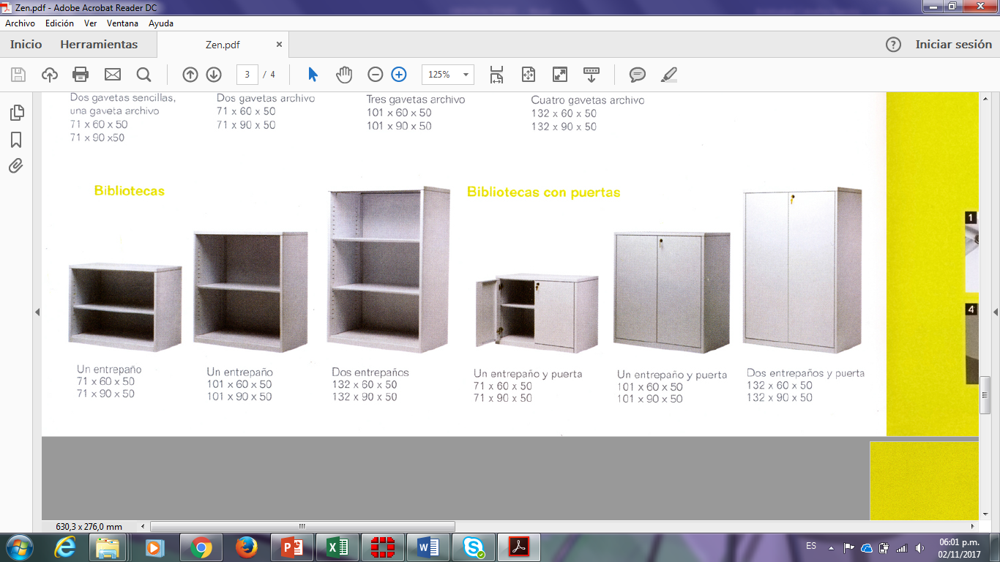 Zen.pdf - Adobe Acrobat Reader DC
Archivo Edición Ver Ventana Ayuda
Inicio Herramientas Zen.pdf × Iniciar sesión
3 / 4 125%
Dos gavetas sencillas,
una gaveta archivo
71 x 60 x 50
71 x 90 x50
Dos gavetas archivo
71 x 60 x 50
71 x 90 x 50
Tres gavetas archivo
101 x 60 x 50
101 x 90 x 50
Cuatro gavetas archivo
132 x 60 x 50
132 x 90 x 50
Bibliotecas
Bibliotecas con puertas
1
4
Un entrepaño
71 x 60 x 50
71 x 90 x 50
Un entrepaño
101 x 60 x 50
101 x 90 x 50
Dos entrepaños
132 x 60 x 50
132 x 90 x 50
Un entrepaño y puerta
71 x 60 x 50
71 x 90 x 50
Un entrepaño y puerta
101 x 60 x 50
101 x 90 x 50
Dos entrepaños y puerta
132 x 60 x 50
132 x 90 x 50
630,3 x 276,0 mm
ES
06:01 p.m.
02/11/2017